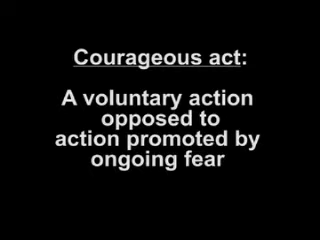 Courageous act:
A voluntary action
opposed to
action promoted by
ongoing fear